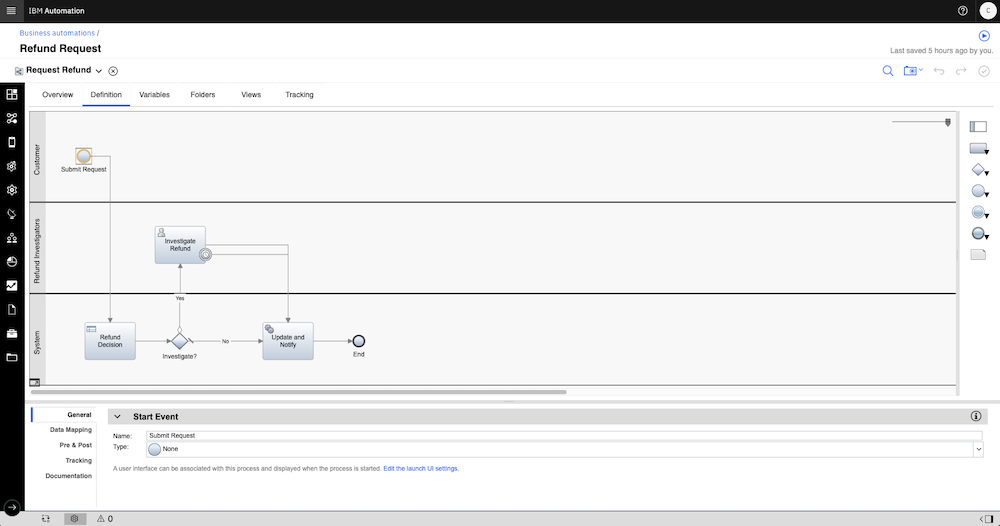 IBM Automation
C
Business automations /
Refund Request
Last saved 5 hours ago by you.
Request Refund
Overview Definition Variables Folders Views Tracking
Customer
Submit Request
Refund Investigators
Investigate
Refund
Yes
System
Refund
Decision
Investigate?
No
Update and
Notify
End
General
Data Mapping
Pre & Post
Tracking
Documentation
Start Event
Name: Submit Request
Type: None
A user interface can be associated with this process and displayed when the process is started. Edit the launch UI settings.
0